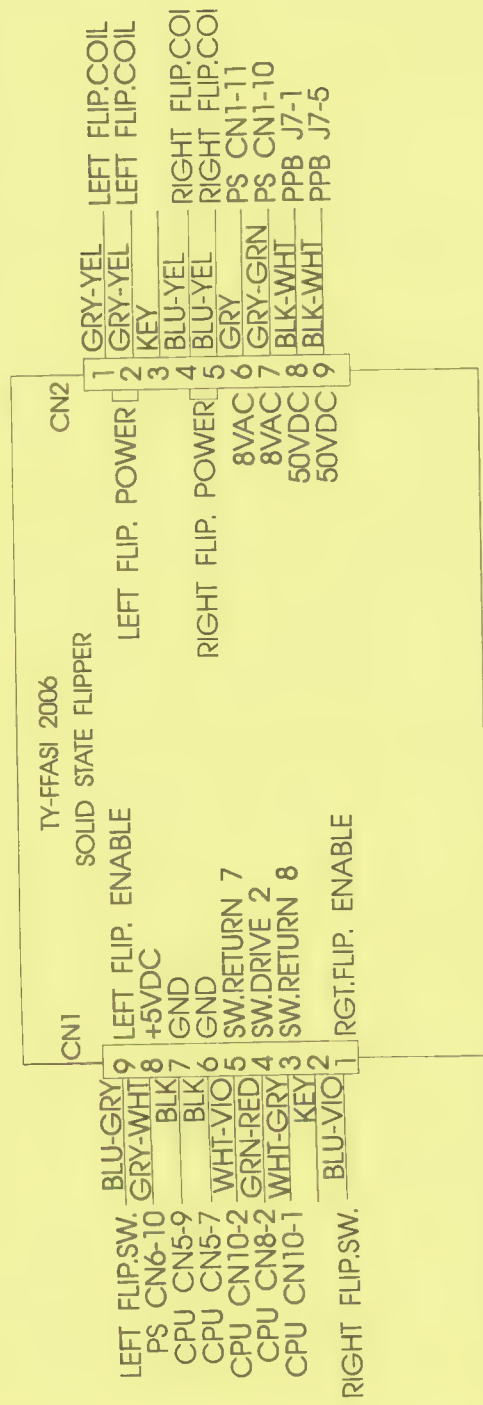 TY-FFASI 2006
SOLID STATE FLIPPER
CN1
LEFT FLIP.SW. BLU-GRY 9 LEFT FLIP. ENABLE
PS CN6-10 GRY-WHT 8 +5VDC
CPU CN5-9 BLK 7 GND
CPU CN5-7 BLK 6 GND
CPU CN10-2 WHT-VIO 5 SW.RETURN 7
CPU CN8-2 GRN-RED 4 SW.DRIVE 2
CPU CN10-1 WHT-GRY 3 SW.RETURN 8
KEY 2
RIGHT FLIP.SW. BLU-VIO 1 RGT.FLIP. ENABLE
CN2
1 GRY-YEL LEFT FLIP.COIL
LEFT FLIP. POWER 2 GRY-YEL LEFT FLIP.COIL
3 KEY
4 BLU-YEL RIGHT FLIP.COI
RIGHT FLIP. POWER 5 BLU-YEL RIGHT FLIP.COI
8VAC 6 GRY PS CN1-11
8VAC 7 GRY-GRN PS CN1-10
50VDC 8 BLK-WHT PPB J7-1
50VDC 9 BLK-WHT PPB J7-5